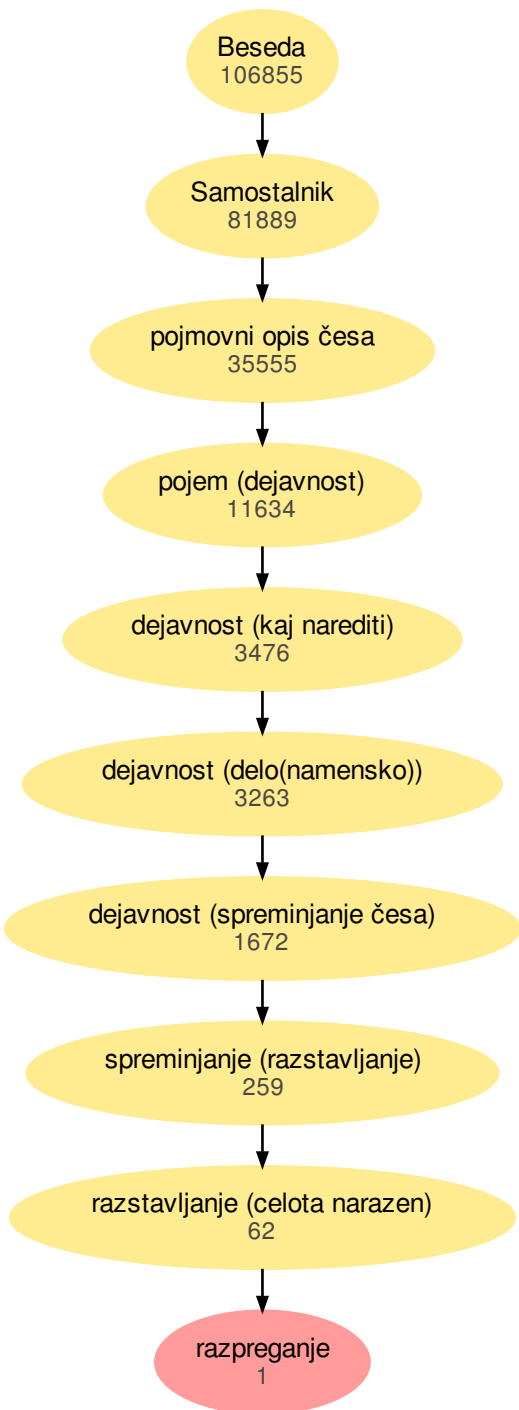 Beseda
106855
Samostalnik
81889
pojmovni opis česa
35555
pojem (dejavnost)
11634
dejavnost (kaj narediti)
3476
dejavnost (delo(namensko))
3263
dejavnost (spreminjanje česa)
1672
spreminjanje (razstavljanje)
259
razstavljanje (celota narazen)
62
razpreganje
1